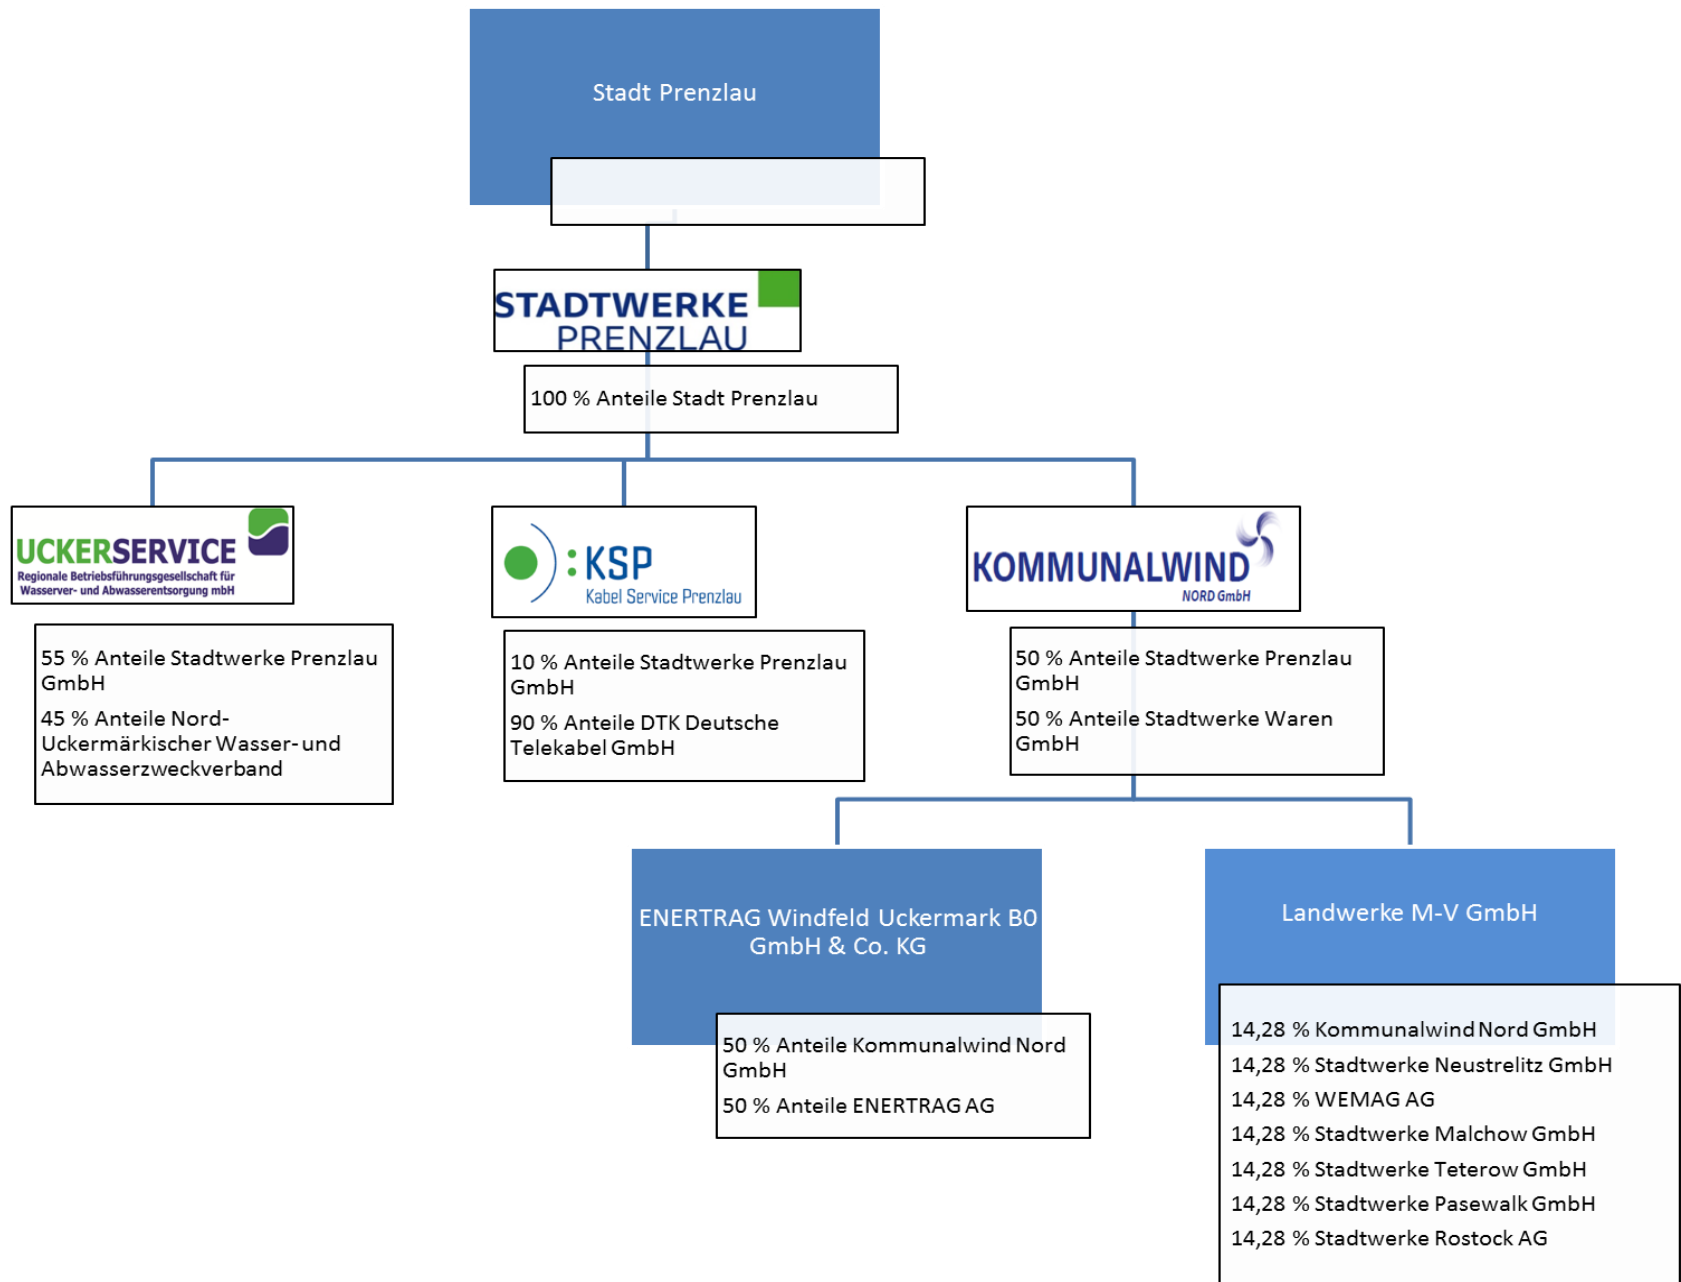 Stadt Prenzlau
STADTWERKE
PRENZLAU
100 % Anteile Stadt Prenzlau
UCKERSERVICE
Regionale Betriebsführungsgesellschaft für
Wasserver- und Abwasserentsorgung mbH
55 % Anteile Stadtwerke Prenzlau
GmbH
45 % Anteile Nord-
Uckermärkischer Wasser- und
Abwasserzweckverband
:KSP
Kabel Service Prenzlau
10 % Anteile Stadtwerke Prenzlau
GmbH
90 % Anteile DTK Deutsche
Telekabel GmbH
KOMMUNALWIND
NORD GmbH
50 % Anteile Stadtwerke Prenzlau
GmbH
50 % Anteile Stadtwerke Waren
GmbH
ENERTRAG Windfeld Uckermark B0
GmbH & Co. KG
50 % Anteile Kommunalwind Nord
GmbH
50 % Anteile ENERTRAG AG
Landwerke M-V GmbH
14,28 % Kommunalwind Nord GmbH
14,28 % Stadtwerke Neustrelitz GmbH
14,28 % WEMAG AG
14,28 % Stadtwerke Malchow GmbH
14,28 % Stadtwerke Teterow GmbH
14,28 % Stadtwerke Pasewalk GmbH
14,28 % Stadtwerke Rostock AG